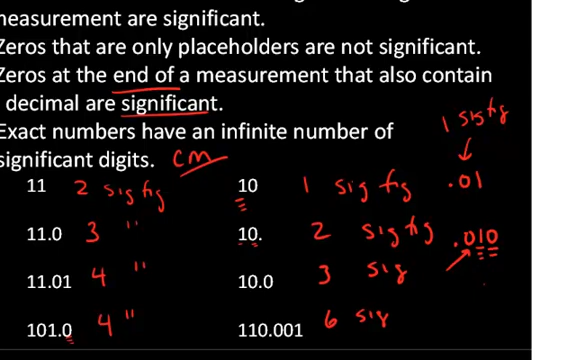 measurement are significant.
Zeros that are only placeholders are not significant.
Zeros at the end of a measurement that also contain
decimal are significant.
Exact numbers have an infinite number of
1 sig fig
significant digits. cm
11 2 sig fig 10 1 sig fig .01
11.0 3 " 10. 2 sig fig .010
11.01 4 " 10.0 3 sig
101.0 4 " 110.001 6 sig